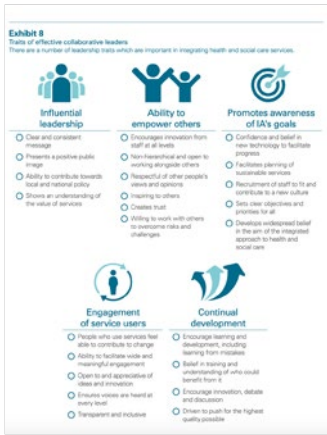 Exhibit 8
Traits of effective collaborative leaders
There are a number of leadership traits which are important in integrating health and social care services.
Influential
leadership
Clear and consistent
message
Presents a positive public
image
Ability to contribute towards
local and national policy
Shows an understanding of
the value of services
Ability to
empower others
Encourages innovation from
staff at all levels
Non-hierarchical and open to
working alongside others
Respectful of other people's
views and opinions
Inspiring to others
Creates trust
Willing to work with others
to overcome risks and
challenges
Promotes awareness
of IA's goals
Confidence and belief in
new technology to facilitate
progress
Facilitates planning of
sustainable services
Recruitment of staff to fit and
contribute to a new culture
Sets clear objectives and
priorities for all
Develops widespread belief
in the aim of the integrated
approach to health and
social care
Engagement
of service users
People who use services feel
able to contribute to change
Ability to facilitate wide and
meaningful engagement
Open to and appreciative of
ideas and innovation
Ensures voices are heard at
every level
Transparent and inclusive
Continual
development
Encourage learning and
development, including
learning from mistakes
Belief in training and
understanding of who could
benefit from it
Encourage innovation, debate
and discussion
Driven to push for the highest
quality possible